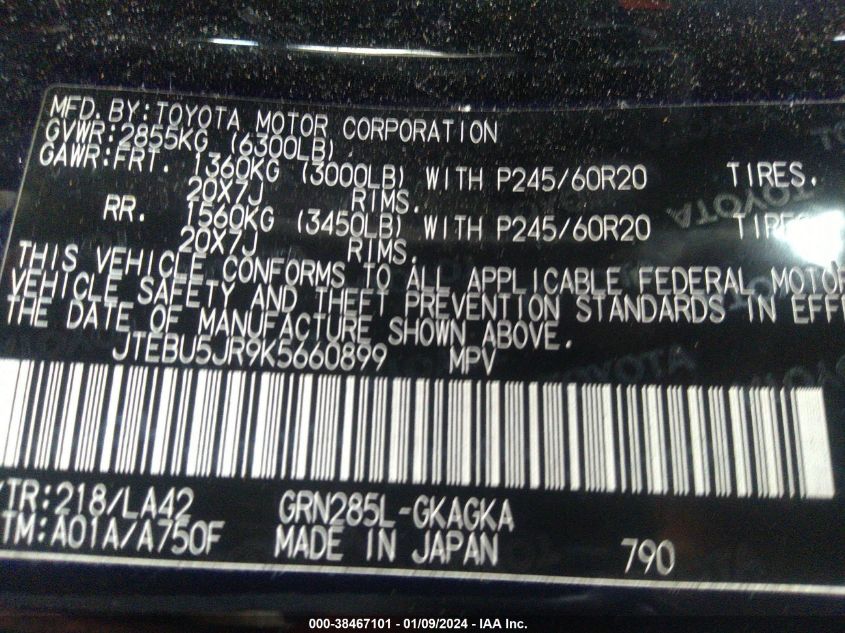 MFD. BY: TOYOTA MOTOR CORPORATION
GVWR: 2855KG (6300LB)
GAWR: FRT. 1360KG (3000LB) WITH P245/60R20 TIRES.
20X7J RIMS.
RR. 1560KG (3450LB) WITH P245/60R20
20X7J RIMS.
THIS VEHICLE CONFORMS TO ALL APPLICABLE FEDERAL MOTOR
VEHICLE SAFETY AND THEFT PREVENTION STANDARDS IN EFF
THE DATE OF MANUFACTURE SHOWN ABOVE.
JTEBU5JR9K5660899 MPV
/TR:218/LA42 GRN285L-GKAGKA
TM:A01A/A750F MADE IN JAPAN 790
TOYOTA
TOYOTA
000-38467101 - 01/09/2024 - IAA Inc.